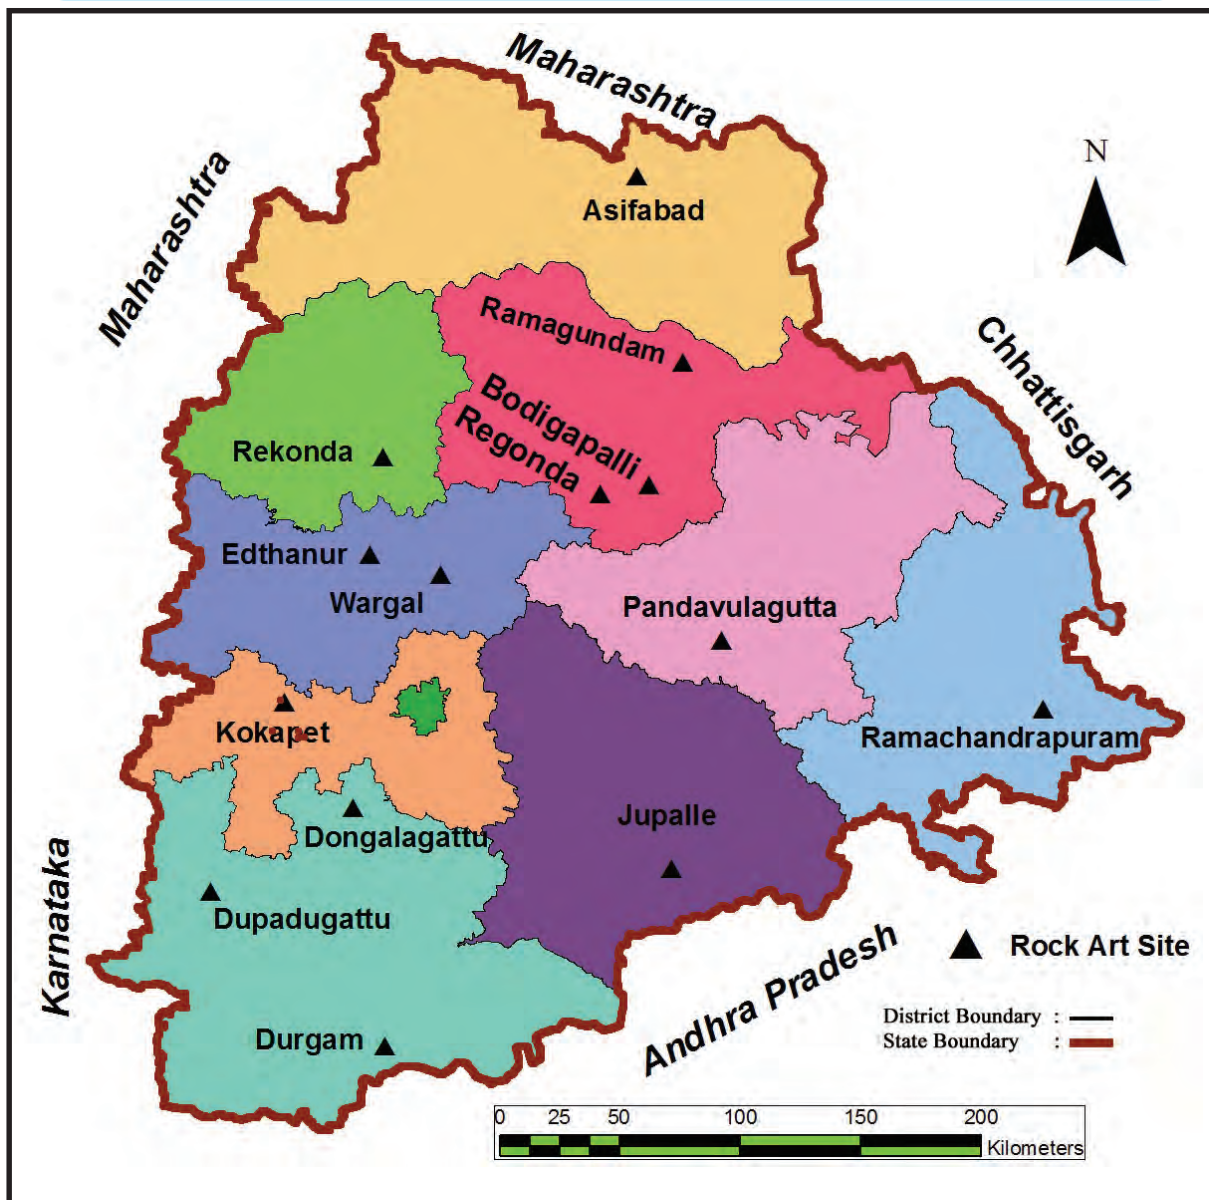 Maharashtra
N
Maharashtra
Asifabad
Ramagundam
Chhattisgarh
Bodigapalli
Regonda
Rekonda
Edthanur
Wargal
Pandavulagutta
Kokapet
Ramachandrapuram
Jupalle
Dongalagattu
Karnataka
Dupadugattu
Andhra Pradesh
Rock Art Site
District Boundary :
State Boundary :
Durgam
0 25 50 100 150 200
Kilometers